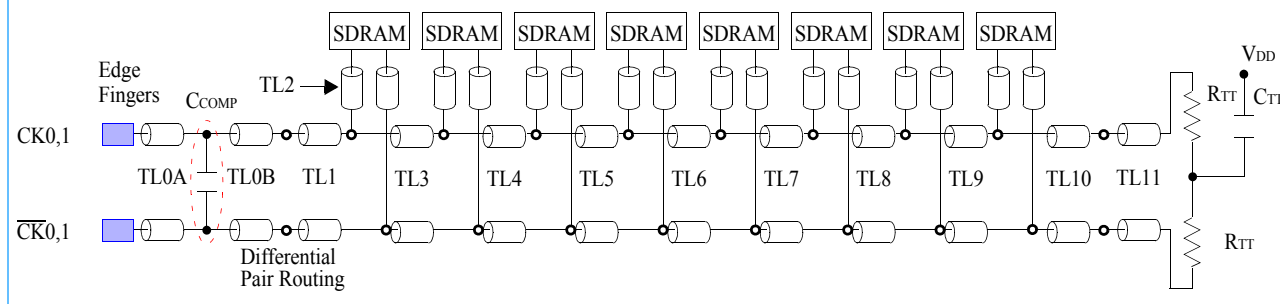 SDRAM SDRAM SDRAM SDRAM SDRAM SDRAM SDRAM SDRAM
VDD
Edge
Fingers
TL2
CCOMP
RTT
CTT
CK0,1
TL0A TL0B TL1 TL3 TL4 TL5 TL6 TL7 TL8 TL9 TL10 TL11
C̅K̅0,1
Differential
Pair Routing
RTT